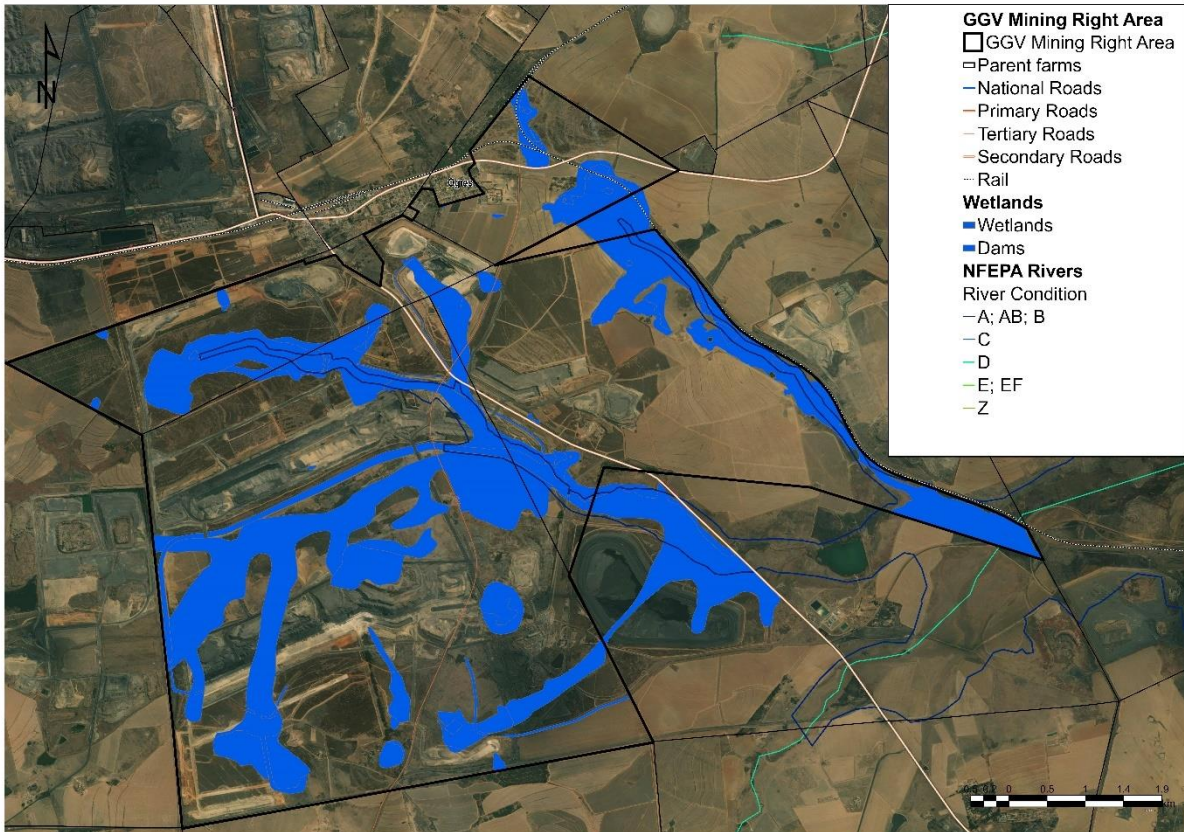 N
Ogies
GGV Mining Right Area
GGV Mining Right Area
Parent farms
National Roads
Primary Roads
Tertiary Roads
Secondary Roads
Rail
Wetlands
Wetlands
Dams
NFEPA Rivers
River Condition
A; AB; B
C
D
E; EF
Z
0 0.5 1 1.4 1.9